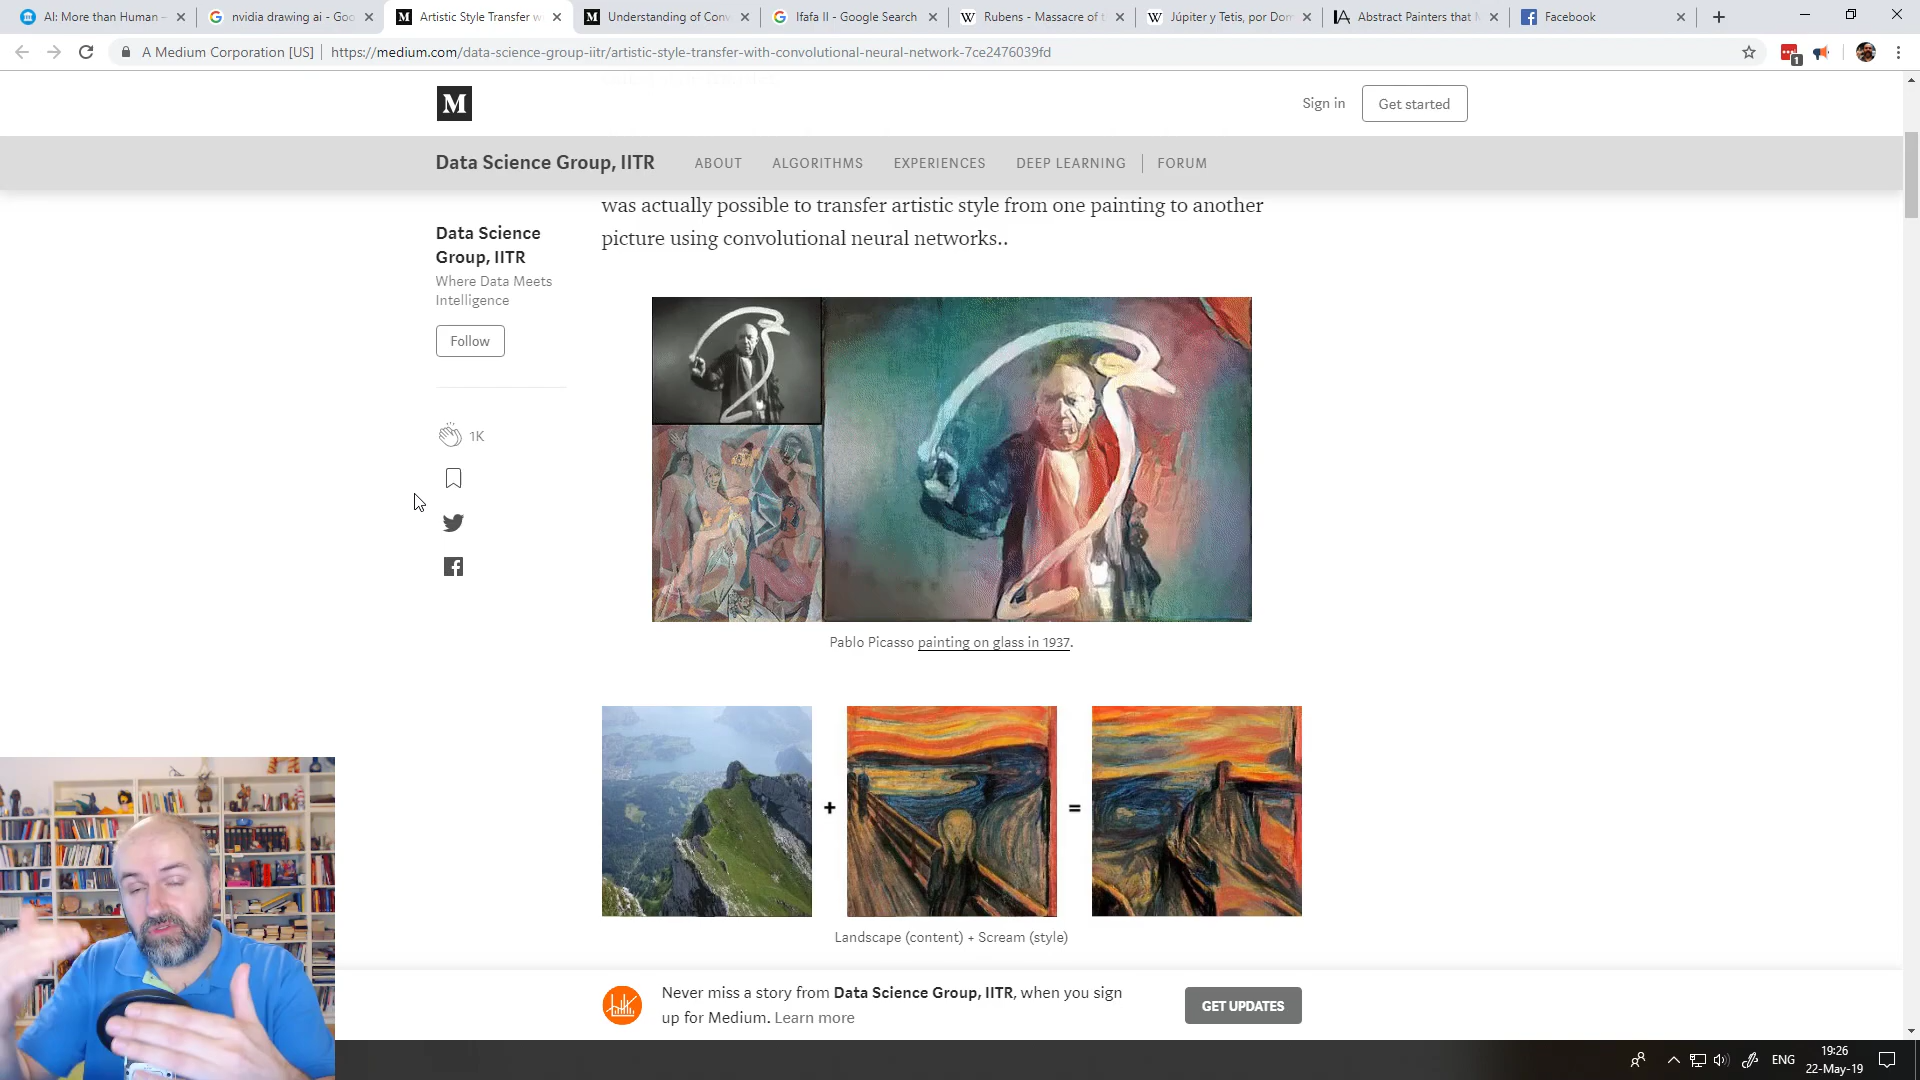 AI: More than Human -
nvidia drawing ai - Goo
Artistic Style Transfer w
Understanding of Conv
Ifafa II - Google Search
Rubens - Massacre of t
Júpiter y Tetis, por Dom
Abstract Painters that
Facebook
A Medium Corporation [US]
https://medium.com/data-science-group-iitr/artistic-style-transfer-with-convolutional-neural-network-7ce2476039fd
1
M
Sign in
Get started
Data Science Group, IITR
ABOUT
ALGORITHMS
EXPERIENCES
DEEP LEARNING
FORUM
was actually possible to transfer artistic style from one painting to another
picture using convolutional neural networks..
Data Science
Group, IITR
Where Data Meets
Intelligence
Follow
1K
Pablo Picasso painting on glass in 1937.
+
=
Landscape (content) + Scream (style)
Never miss a story from Data Science Group, IITR, when you sign
up for Medium. Learn more
GET UPDATES
ENG
19:26
22-May-19